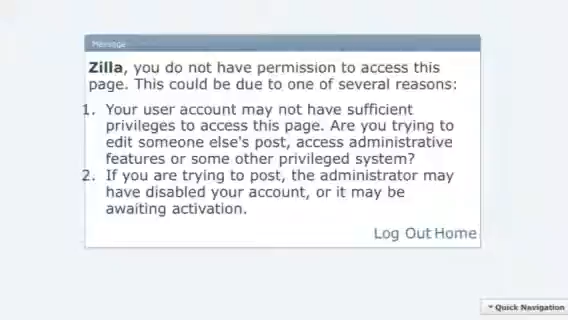 Message
Zilla, you do not have permission to access this
page. This could be due to one of several reasons:
1. Your user account may not have sufficient
privileges to access this page. Are you trying to
edit someone else's post, access administrative
features or some other privileged system?
2. If you are trying to post, the administrator may
have disabled your account, or it may be
awaiting activation.
Log Out Home
Quick Navigation